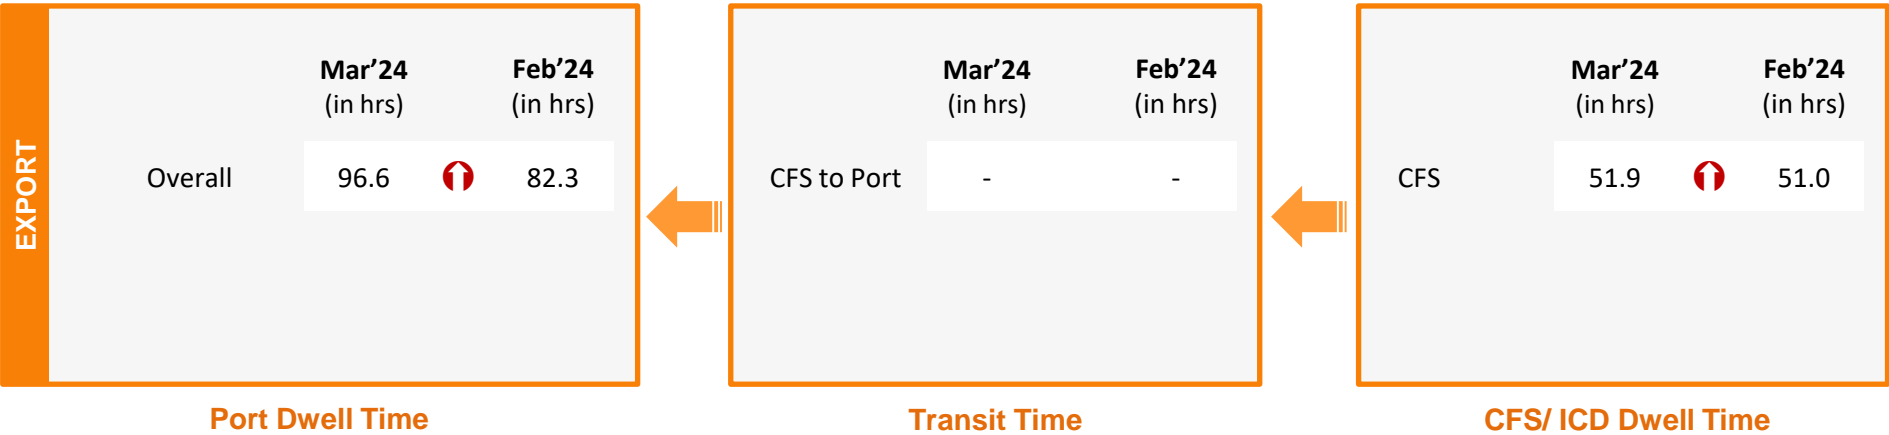 EXPORT
Mar’24 Feb’24
(in hrs) (in hrs)
Overall 96.6 82.3
Port Dwell Time
Mar’24 Feb’24
(in hrs) (in hrs)
CFS to Port - -
Transit Time
Mar’24 Feb’24
(in hrs) (in hrs)
CFS 51.9 51.0
CFS/ ICD Dwell Time